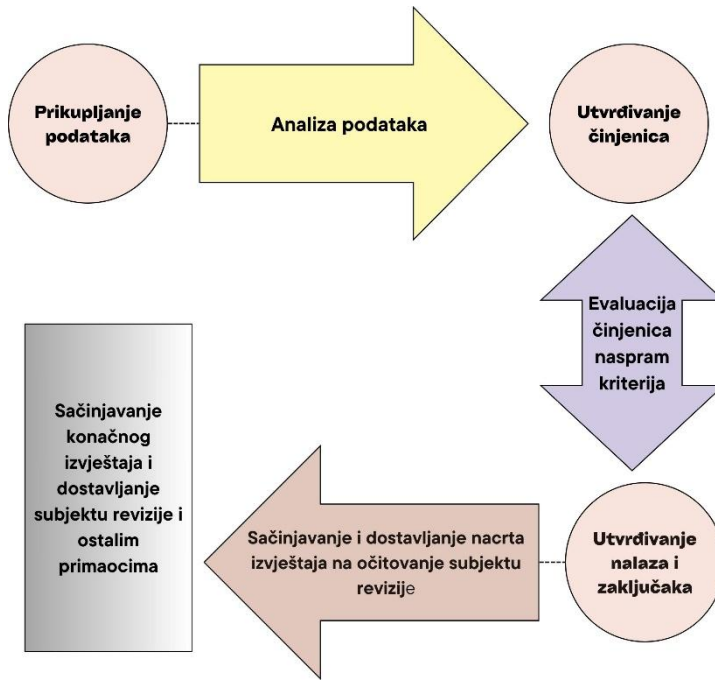 Prikupljanje
podataka
Analiza podataka
Utvrđivanje
činjenica
Evaluacija
činjenica
naspram
kriterija
Utvrđivanje
nalaza i
zaključaka
Sačinjavanje i dostavljanje nacrta
izvještaja na očitovanje subjektu
revizije
Sačinjavanje
konačnog
izvještaja i
dostavljanje
subjektu revizije i
ostalim
primaocima